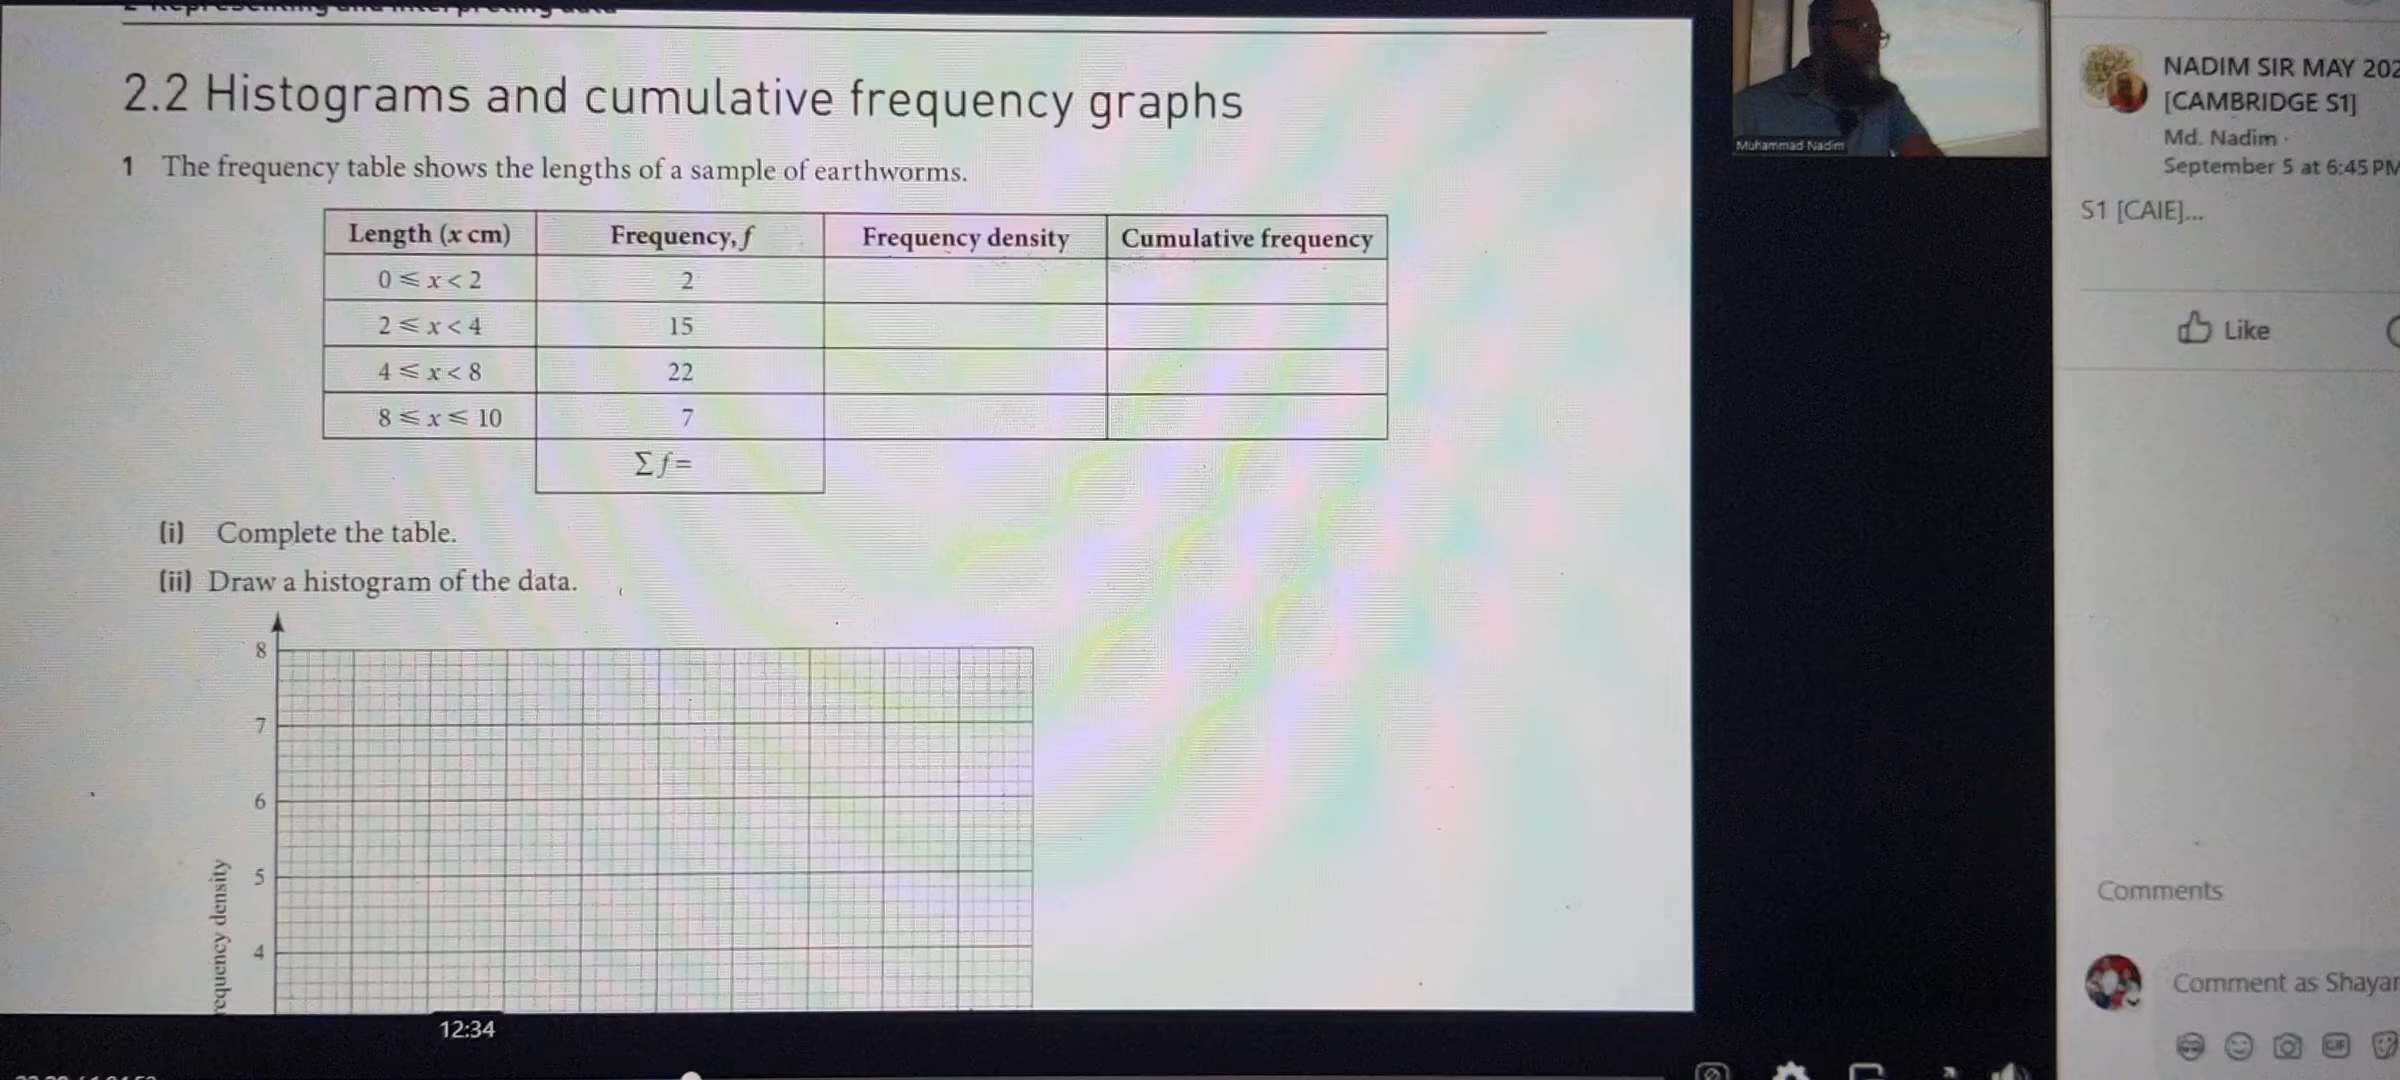 2.2 Histograms and cumulative frequency graphs
1 The frequency table shows the lengths of a sample of earthworms.
Length (x cm) Frequency, f Frequency density Cumulative frequency
0 ⩽ x < 2 2
2 ⩽ x < 4 15
4 ⩽ x < 8 22
8 ⩽ x ⩽ 10 7
Σ f =
(i) Complete the table.
(ii) Draw a histogram of the data.
8
7
6
5
4
requency density
12:34
Muhammad Nadim
NADIM SIR MAY 202
[CAMBRIDGE S1]
Md. Nadim ·
September 5 at 6:45 PM
S1 [CAIE]...
Like
Comments
Comment as Shayan
GIF